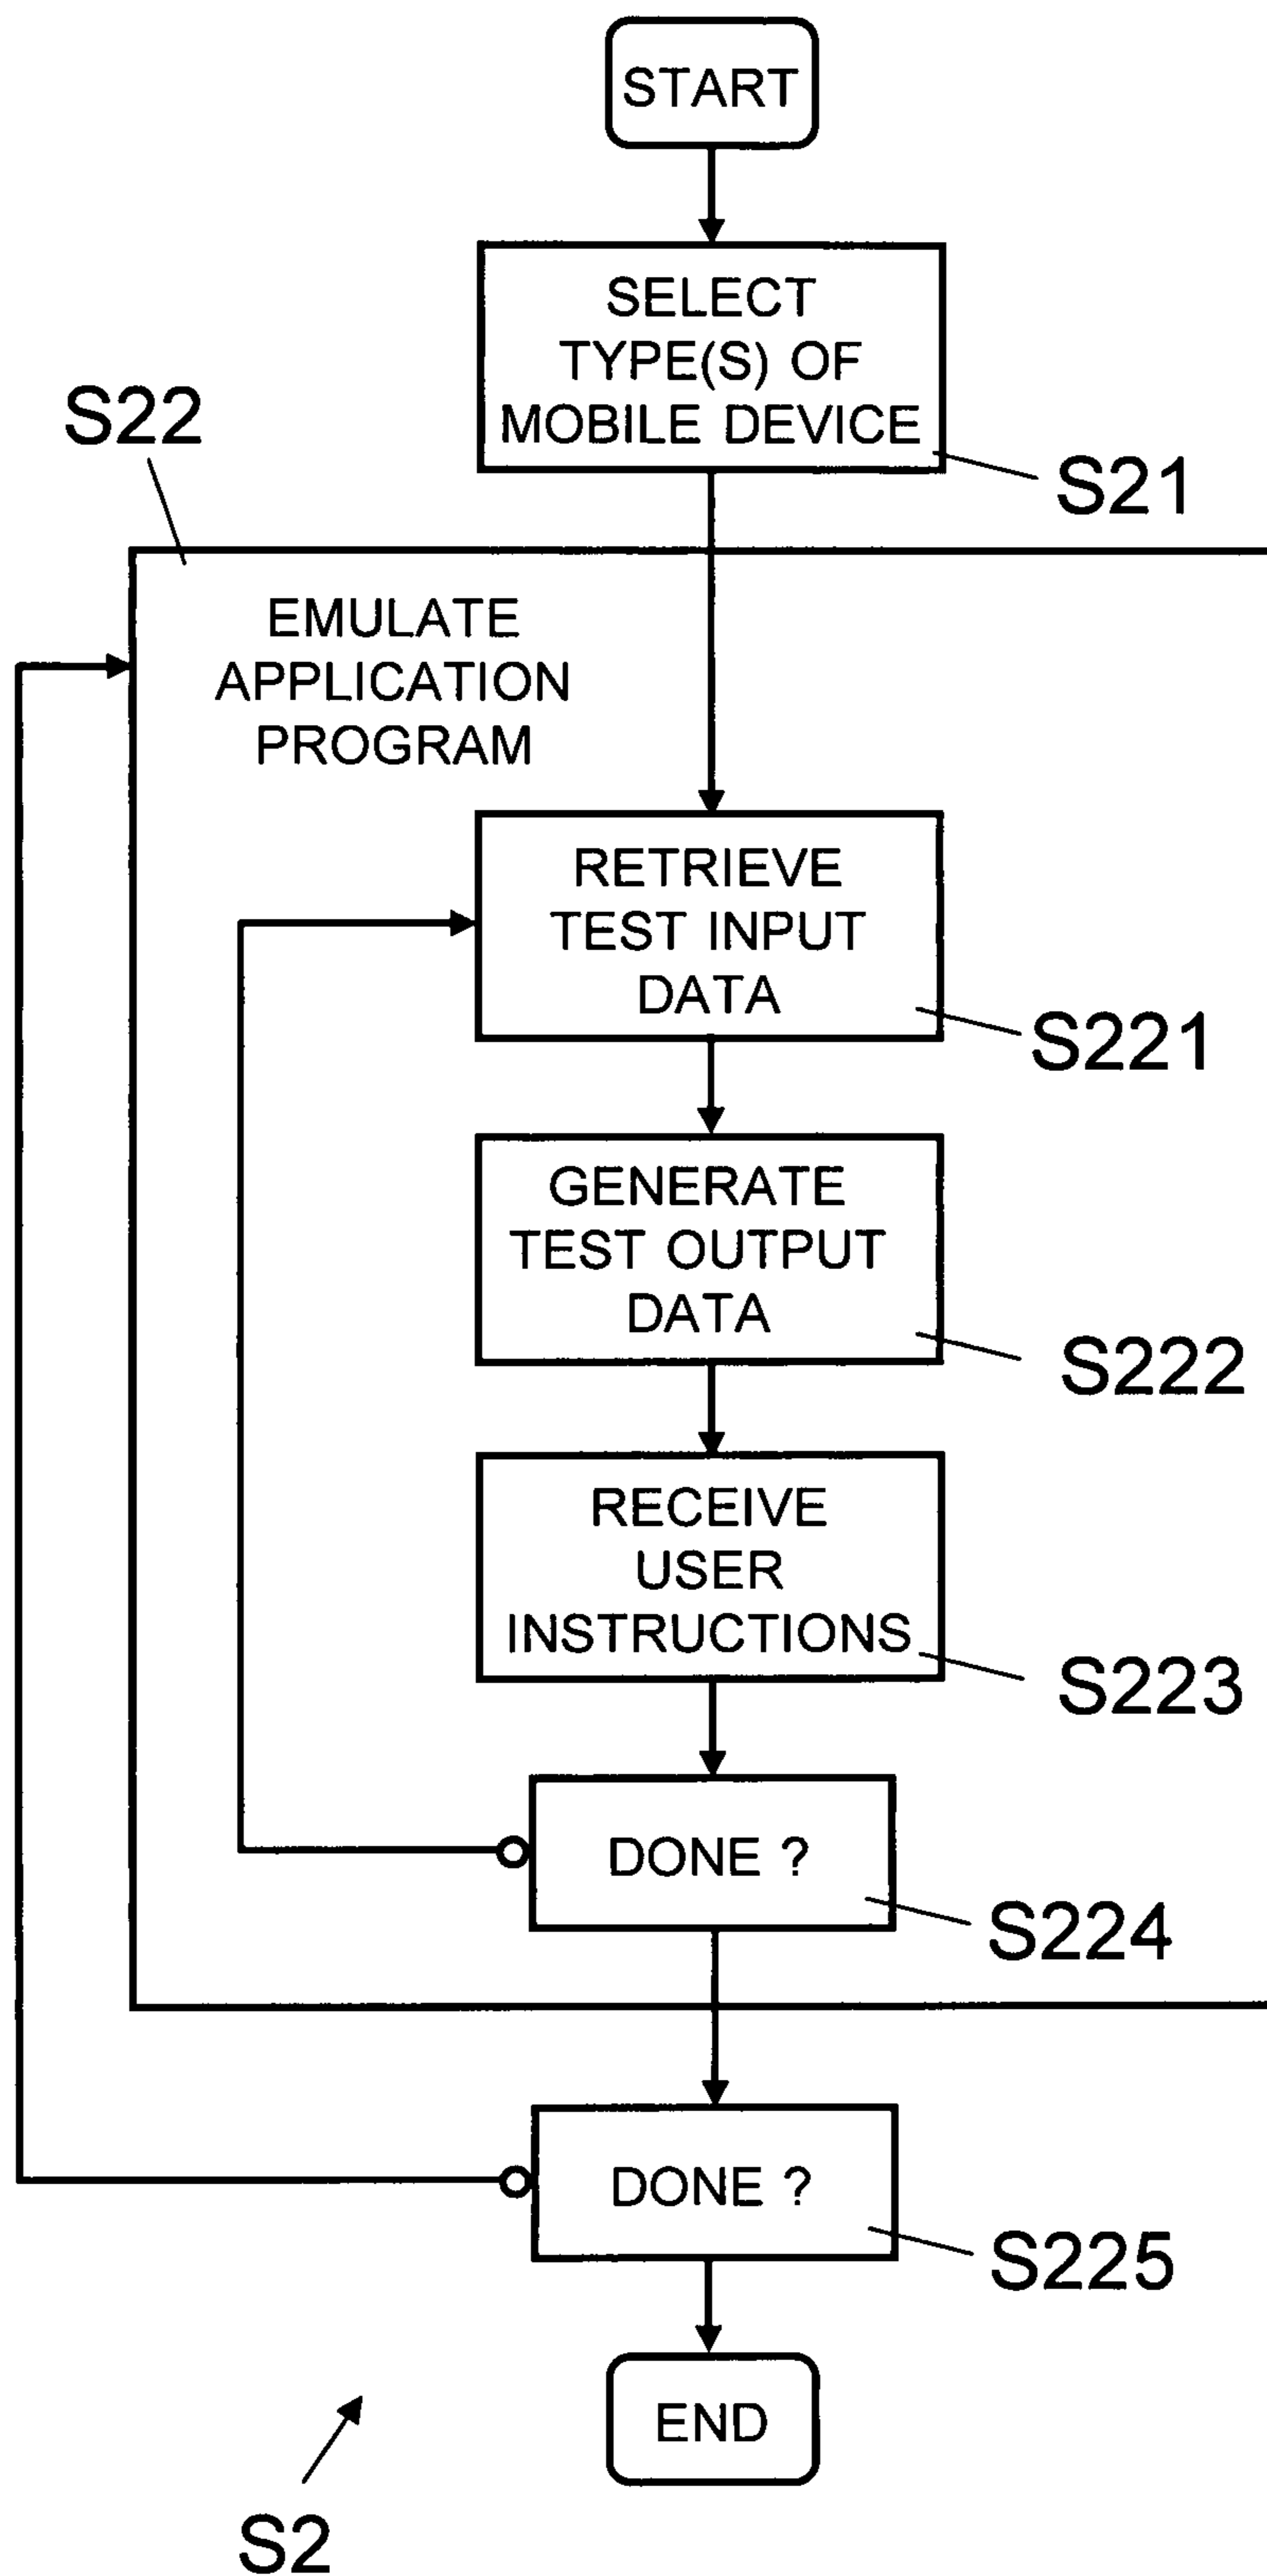 START
SELECT
TYPE(S) OF
MOBILE DEVICE
S21
S22
EMULATE
APPLICATION
PROGRAM
RETRIEVE
TEST INPUT
DATA
S221
GENERATE
TEST OUTPUT
DATA
S222
RECEIVE
USER
INSTRUCTIONS
S223
DONE ?
S224
DONE ?
S225
END
S2